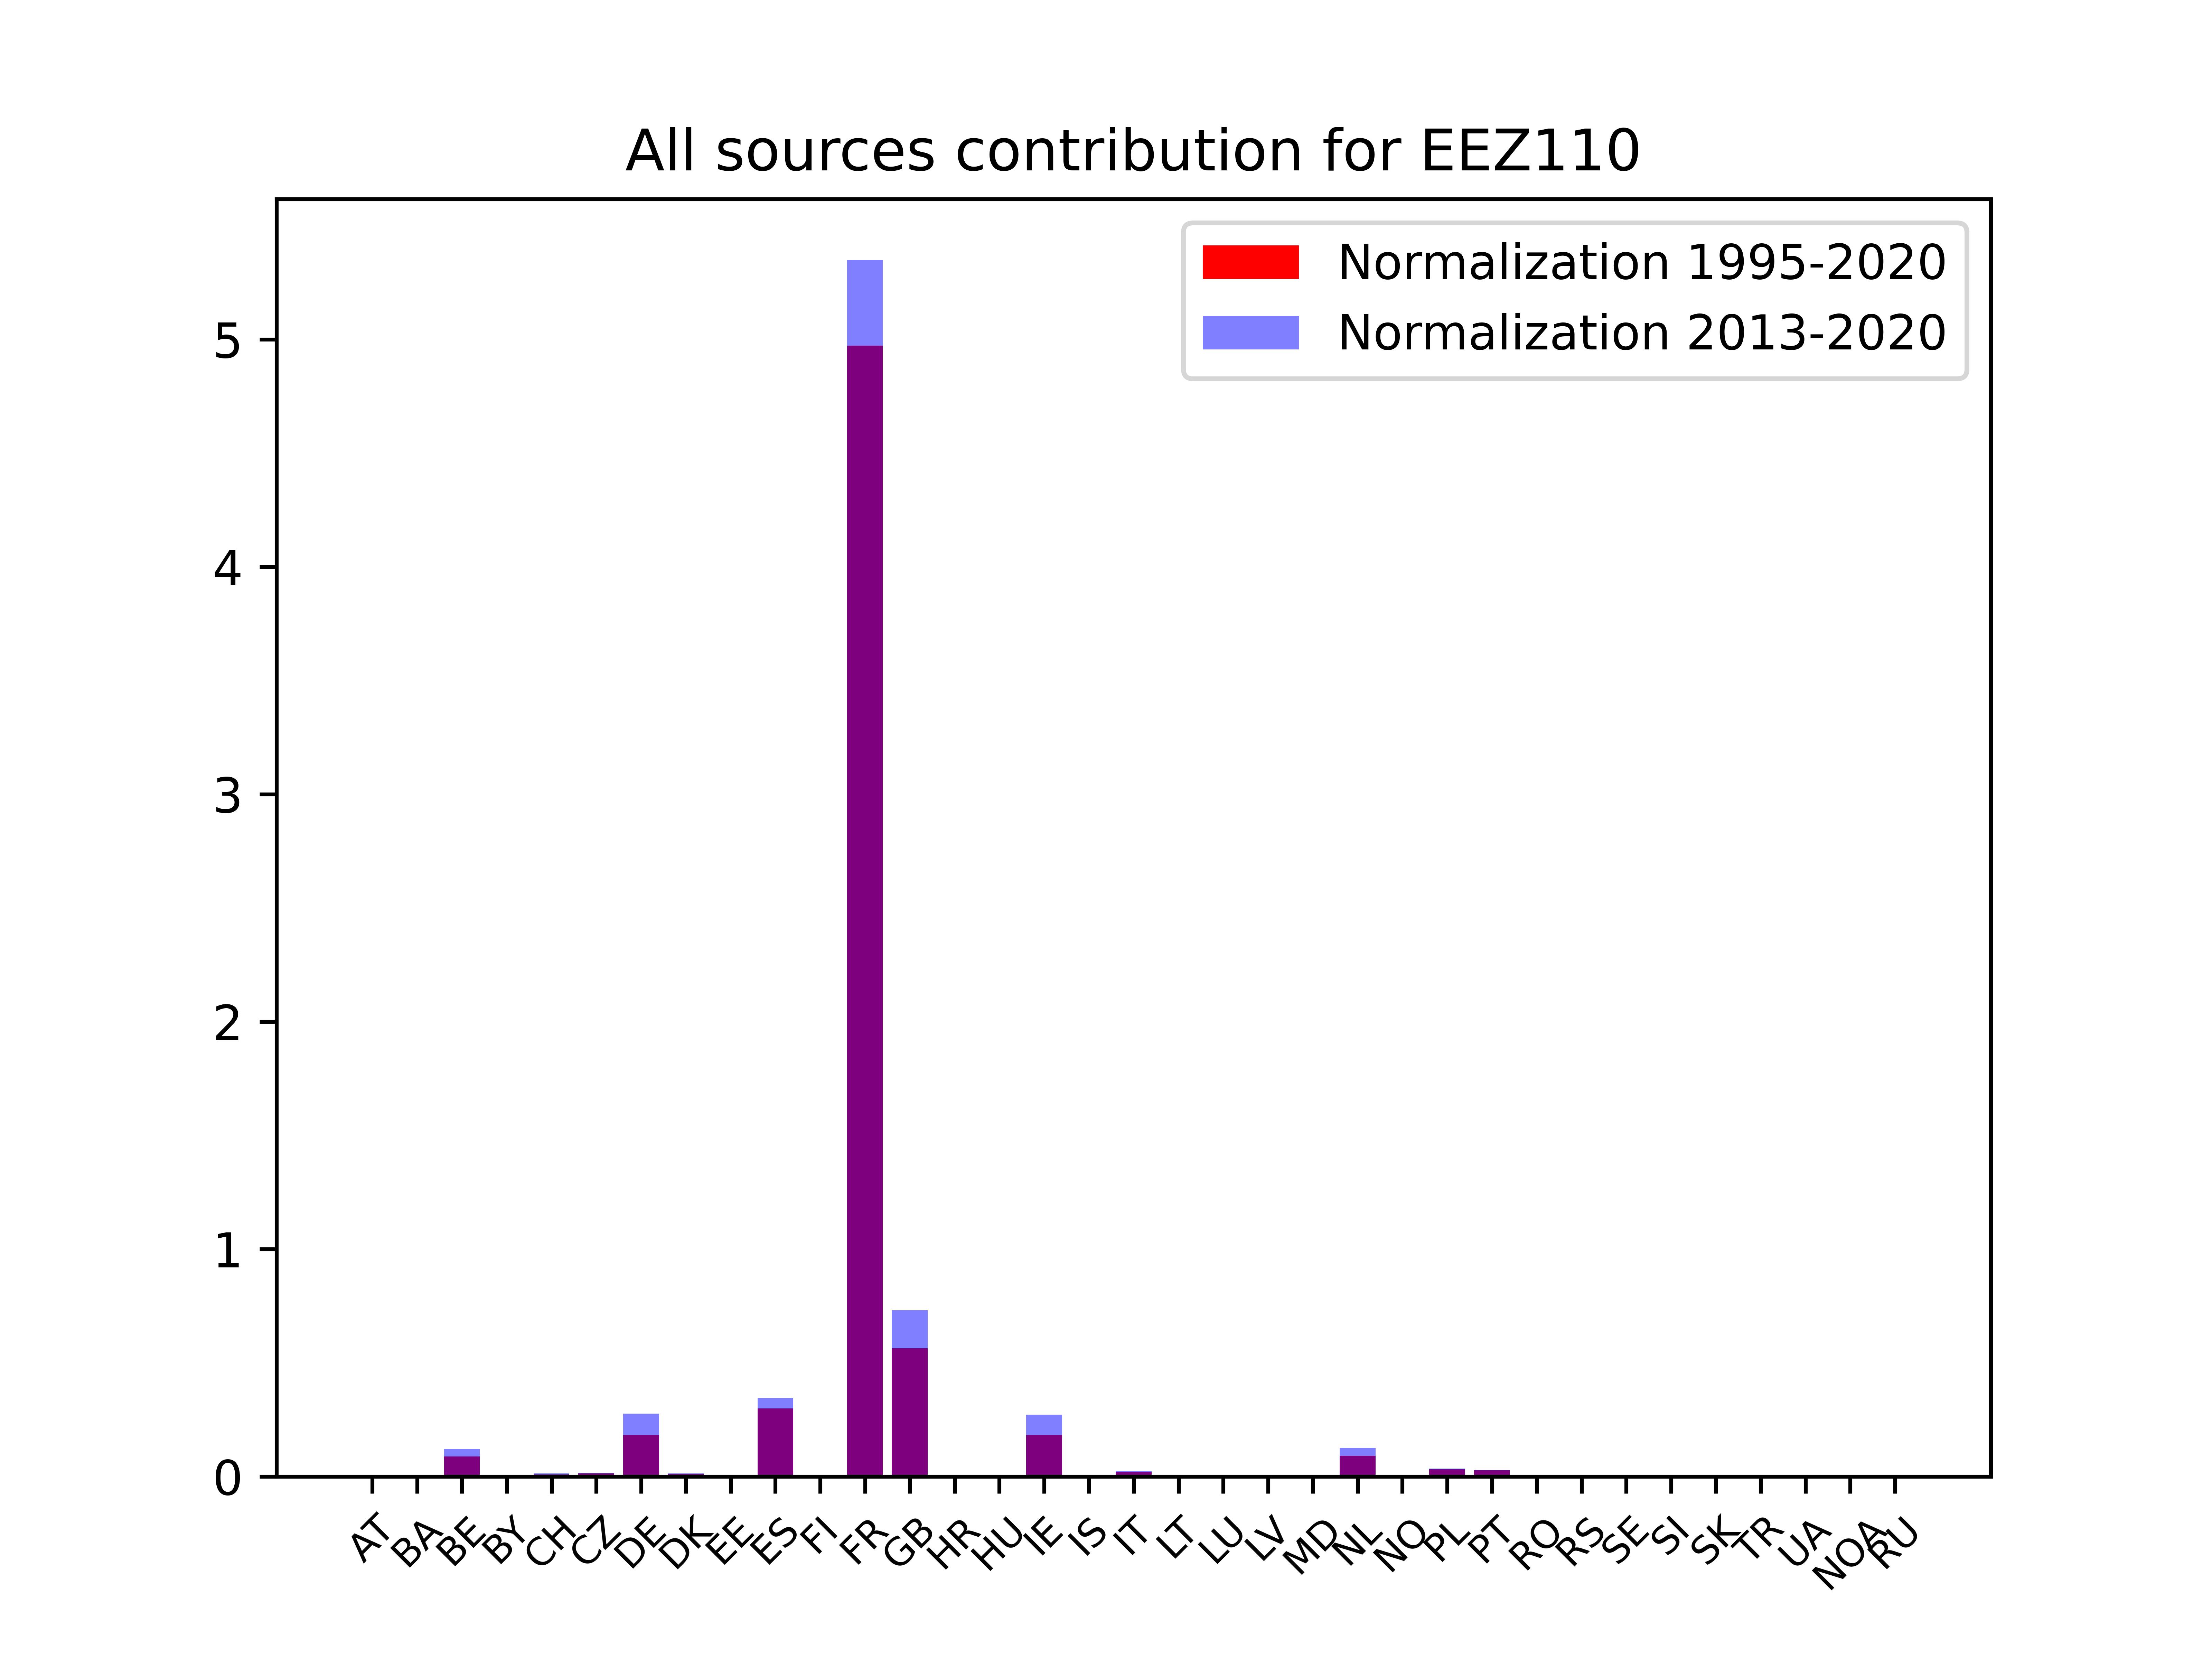 All sources contribution for EEZ110
Normalization 1995-2020
Normalization 2013-2020
5
4
3
2
1
0
AT BA BE BY CH CZ DE DK EE ES FI FR GB HR HU IE IS IT LT LU LV MD NL NO PL PT RO RS SE SI SK TR UA NOA RU